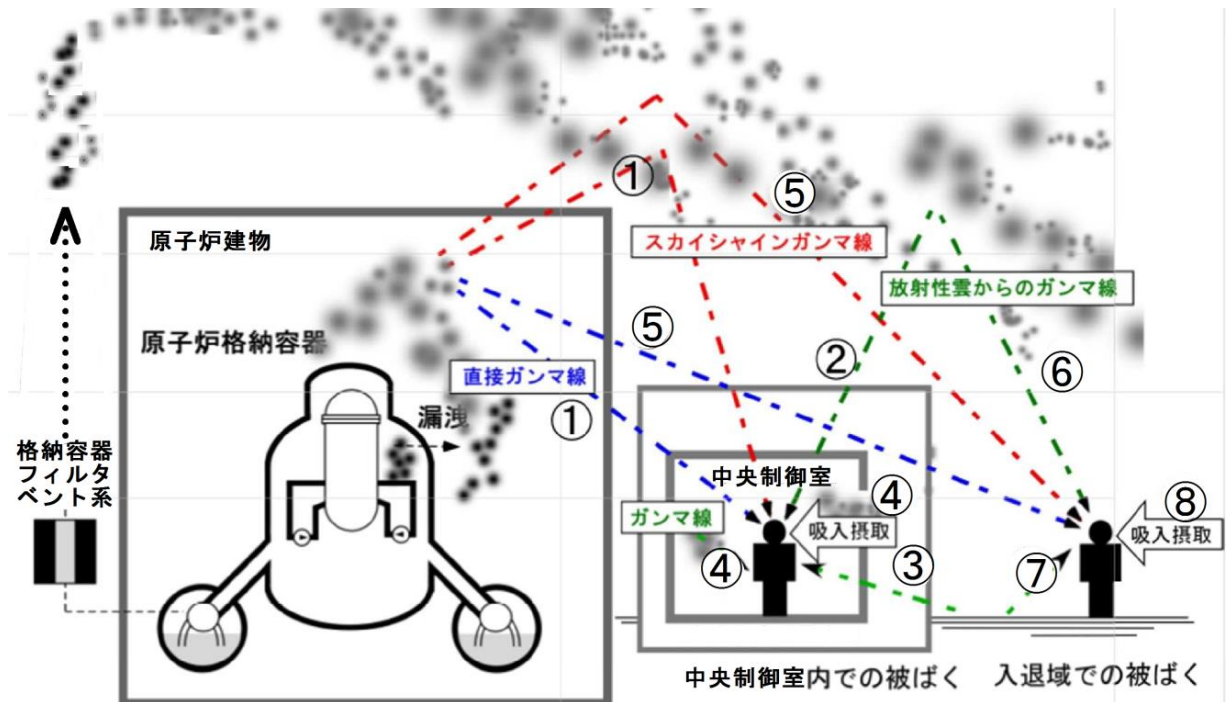 原子炉建物
①
⑤
スカイシャインガンマ線
放射性雲からのガンマ線
原子炉格納容器
⑤
②
⑥
直接ガンマ線
①
漏洩
格納容器
フィルタ
ベント系
中央制御室
④
ガンマ線
吸入摂取
⑧
吸入摂取
④
③
⑦
中央制御室内での被ばく
入退域での被ばく